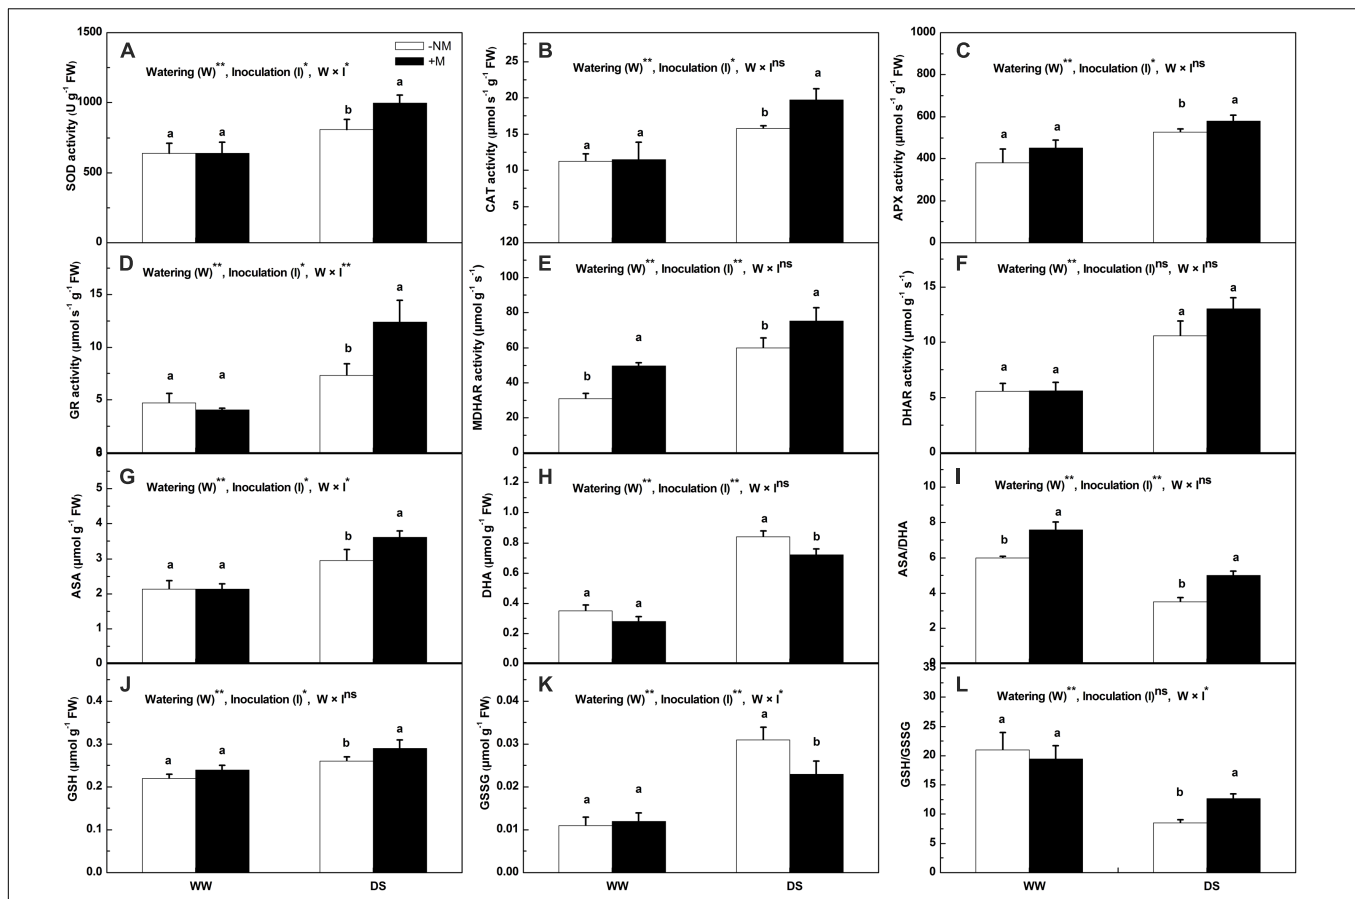 A
-NM
+M
Watering (W)**, Inoculation (I)*, W × I*
SOD activity (U g-1 FW)
1500
1000
500
0
a
a
b
a
B
Watering (W)**, Inoculation (I)*, W × Ins
CAT activity (µmol s-1 g-1 FW)
25
20
15
10
5
a
a
b
a
C
Watering (W)**, Inoculation (I)*, W × Ins
APX activity (µmol s-1 g-1 FW)
1000
800
600
400
200
0
a
a
b
a
D
Watering (W)**, Inoculation (I)*, W × I**
GR activity (µmol s-1 g-1 FW)
15
10
5
0
a
a
b
a
E
Watering (W)**, Inoculation (I)**, W × Ins
MDHAR activity (µmol g-1 s-1)
120
100
80
60
40
20
0
b
a
b
a
F
Watering (W)**, Inoculation (I)ns, W × Ins
DHAR activity (µmol g-1 s-1)
15
10
5
0
a
a
a
a
G
Watering (W)**, Inoculation (I)*, W × I*
ASA (µmol g-1 FW)
5
4
3
2
1
0
a
a
b
a
H
Watering (W)**, Inoculation (I)**, W × Ins
DHA (µmol g-1 FW)
1.2
1.0
0.8
0.6
0.4
0.2
0.0
a
a
a
b
I
Watering (W)**, Inoculation (I)**, W × Ins
ASA/DHA
10
8
6
4
2
0
b
a
b
a
J
Watering (W)**, Inoculation (I)*, W × Ins
GSH (µmol g-1 FW)
0.4
0.3
0.2
0.1
0.0
a
a
b
a
WW
DS
K
Watering (W)**, Inoculation (I)**, W × I*
GSSG (µmol g-1 FW)
0.04
0.03
0.02
0.01
0.00
a
a
a
b
WW
DS
L
Watering (W)**, Inoculation (I)ns, W × I*
GSH/GSSG
35
30
25
20
15
10
5
0
a
a
b
a
WW
DS